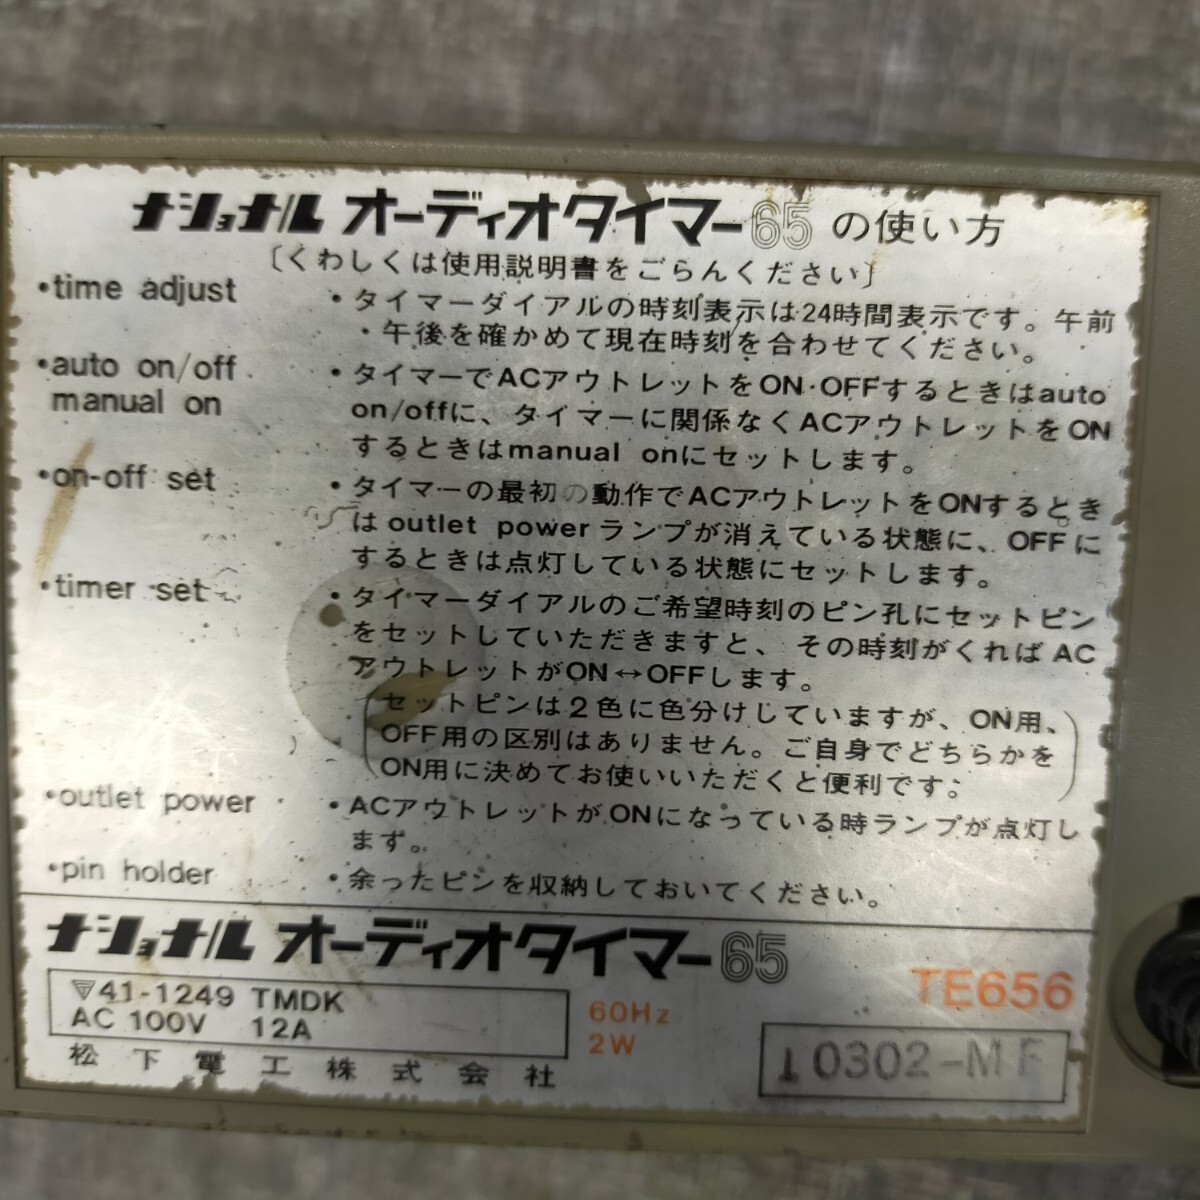 ナショナル オーディオタイマー65 の使い方
〔くわしくは使用説明書をごらんください〕
•time adjust
•タイマーダイアルの時刻表示は24時間表示です。午前
・午後を確かめて現在時刻を合わせてください。
•auto on/off
manual on
•タイマーでACアウトレットをON・OFFするときはauto
on/offに、タイマーに関係なくACアウトレットをON
するときはmanual onにセットします。
•on-off set
•タイマーの最初の動作でACアウトレットをONするとき
はoutlet powerランプが消えている状態に、OFFに
するときは点灯している状態にセットします。
•timer set
•タイマーダイアルのご希望時刻のピン孔にセットピン
をセットしていただきますと、その時刻がくればAC
アウトレットがON↔OFFします。
(セットピンは2色に色分けしていますが、ON用、
OFF用の区別はありません。ご自身でどちらかを
ON用に決めてお使いいただくと便利です。)
•outlet power
•ACアウトレットがONになっている時ランプが点灯し
ます。
•pin holder
•余ったピンを収納しておいてください。
ナショナル オーディオタイマー65
TE656
▽41-1249 TMDK
AC 100V 12A
60Hz
2W
10302-MF
松下電工株式会社